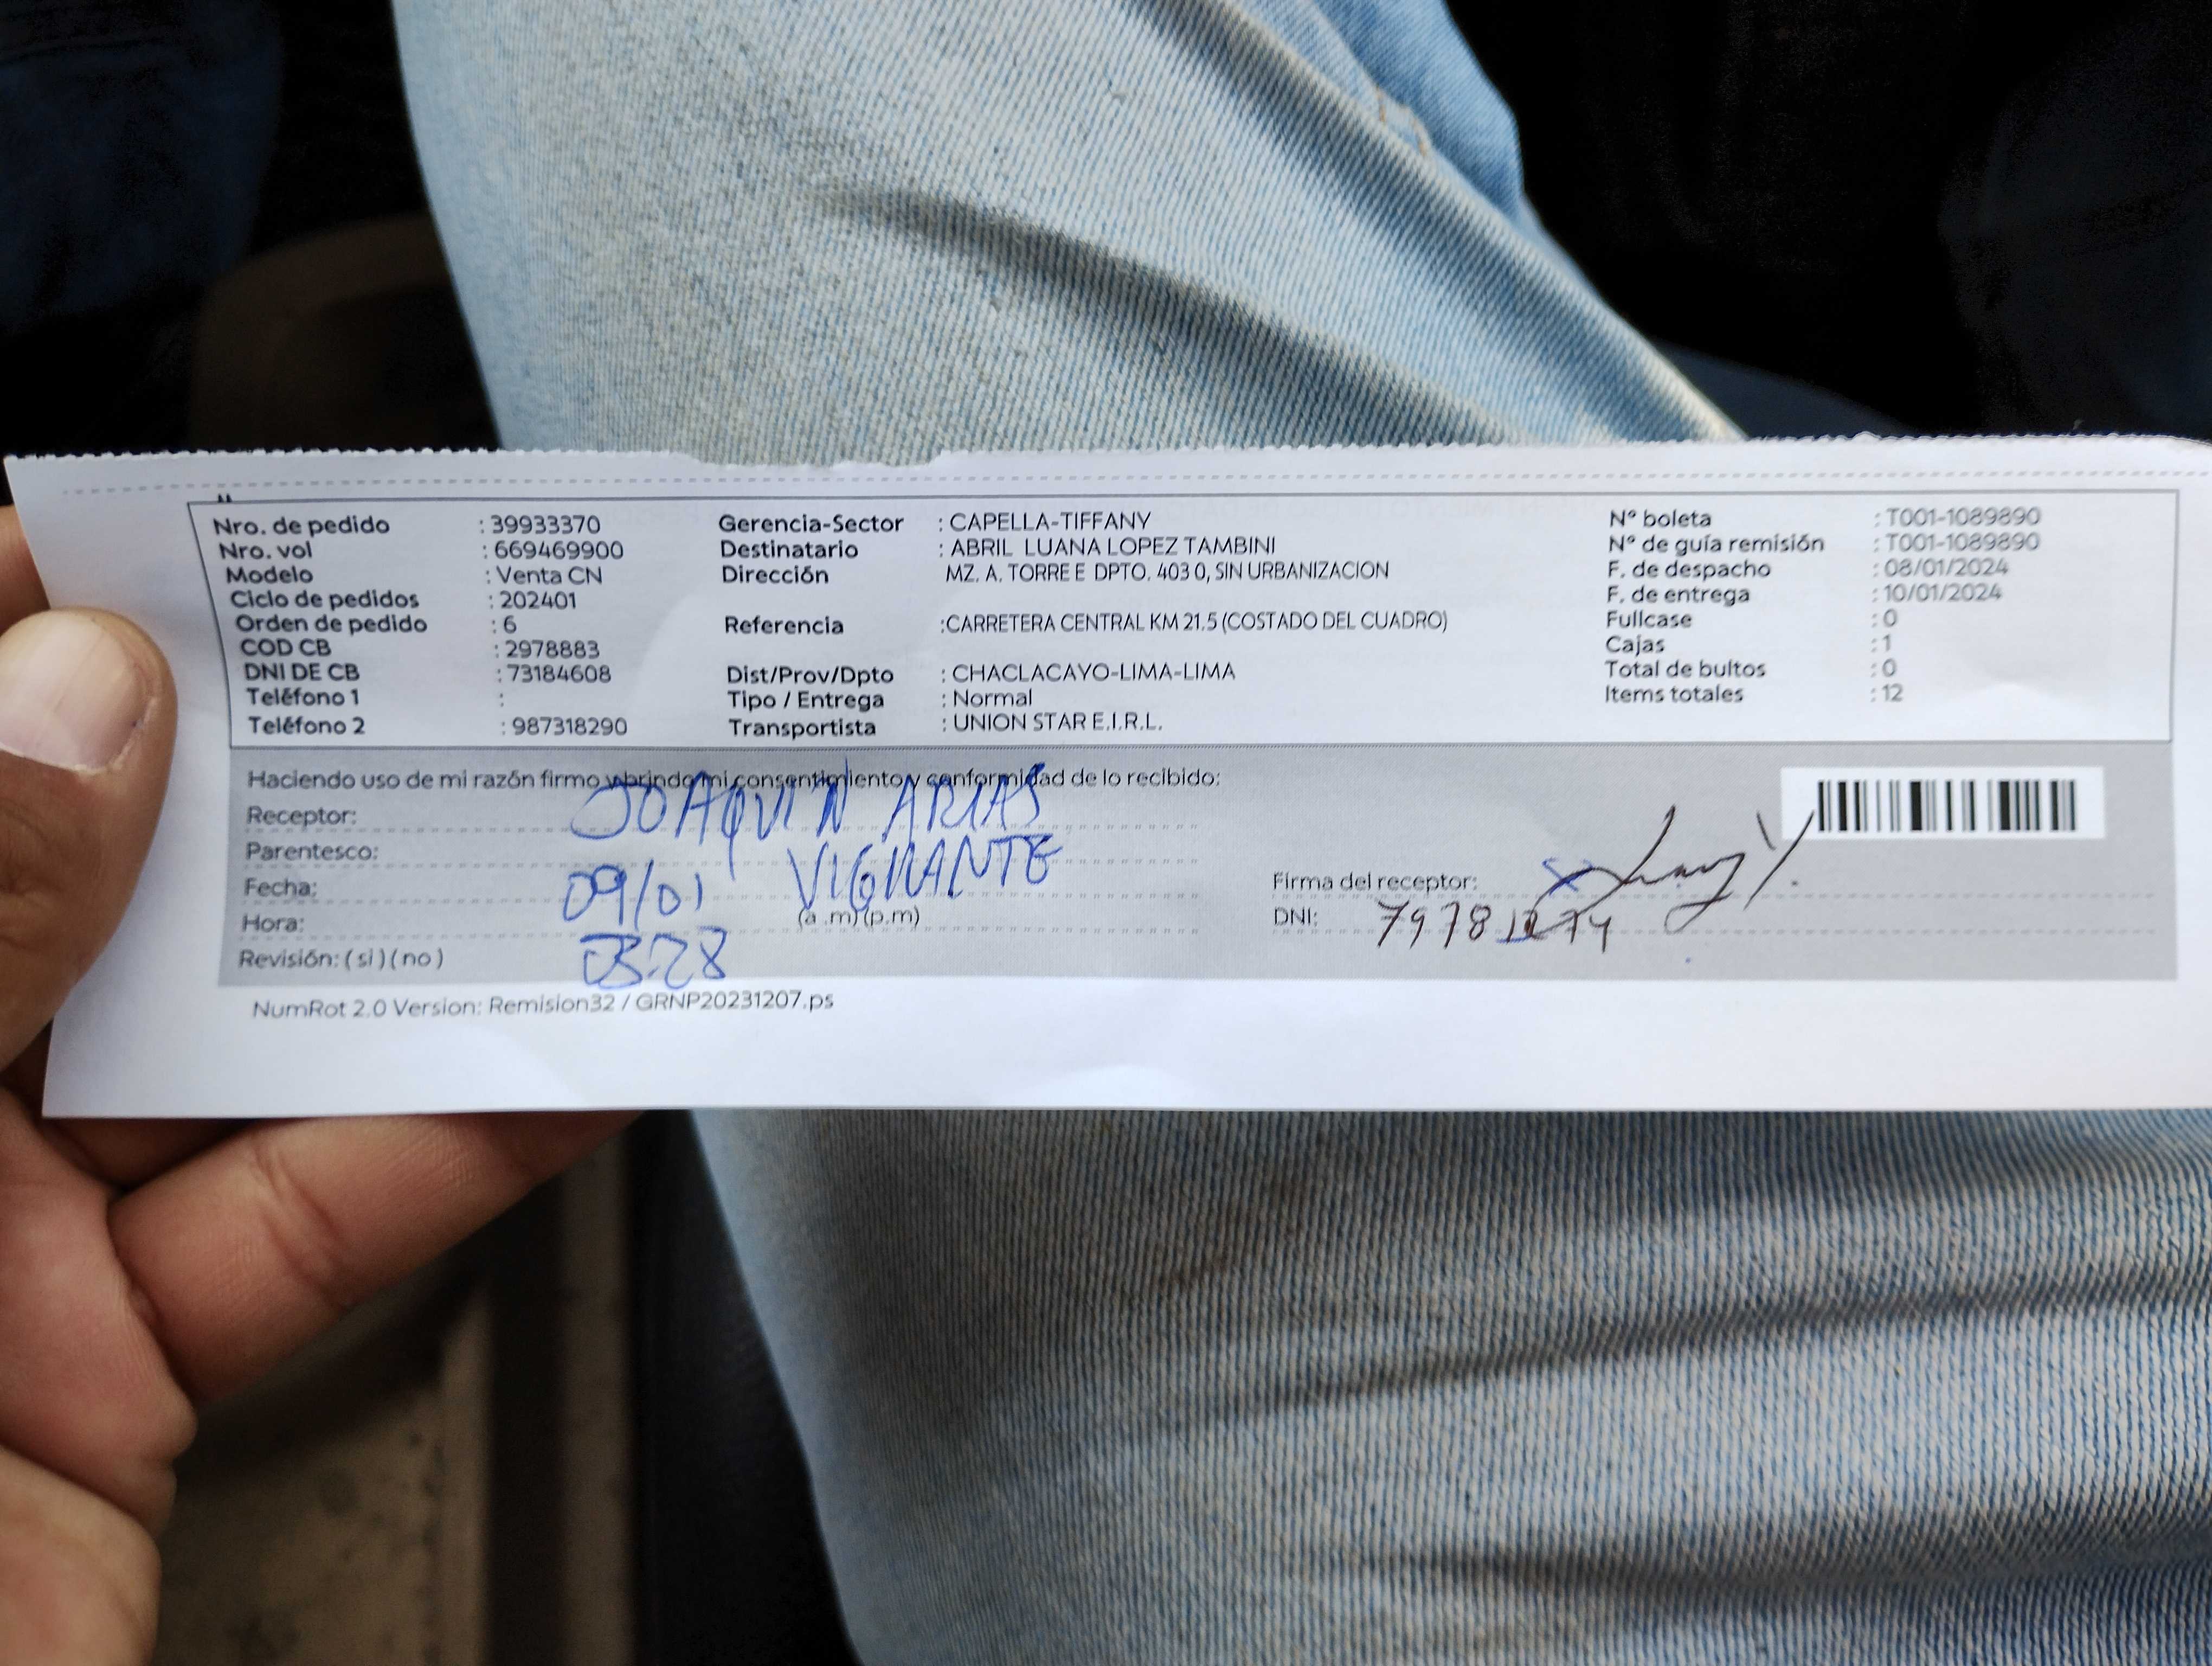 Nro. de pedido : 39933370
Nro. vol : 669469900
Modelo : Venta CN
Ciclo de pedidos : 202401
Orden de pedido : 6
COD CB : 2978883
DNI DE CB : 73184608
Teléfono 1 :
Teléfono 2 : 987318290
Gerencia-Sector : CAPELLA-TIFFANY
Destinatario : ABRIL LUANA LOPEZ TAMBINI
Dirección MZ. A. TORRE E DPTO. 403 0, SIN URBANIZACION
Referencia :CARRETERA CENTRAL KM 21.5 (COSTADO DEL CUADRO)
Dist/Prov/Dpto : CHACLACAYO-LIMA-LIMA
Tipo / Entrega : Normal
Transportista : UNION STAR E.I.R.L.
Nº boleta : T001-1089890
Nº de guía remisión : T001-1089890
F. de despacho : 08/01/2024
F. de entrega : 10/01/2024
Fullcase : 0
Cajas : 1
Total de bultos : 0
Items totales : 12
Haciendo uso de mi razón firmo y brindo mi consentimiento y conformidad de lo recibido:
Receptor: JOAQUIN ARIAS
Parentesco: VIGILANTE
Fecha: 09/01
Hora: (a .m) (p.m)
Revisión: ( si ) ( no )
Firma del receptor:
DNI:
NumRot 2.0 Version: Remision32 / GRNP20231207.ps